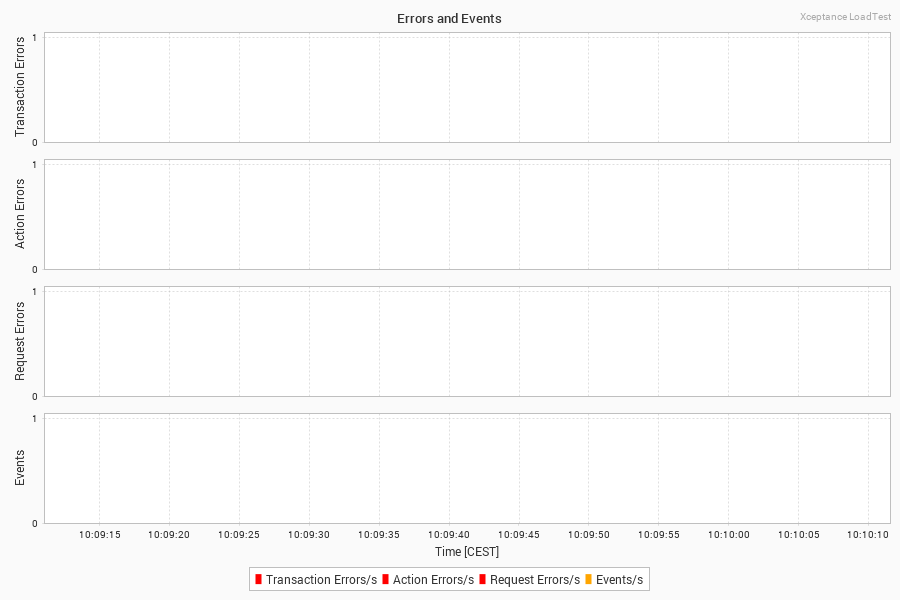 Errors and Events
Xceptance LoadTest
Transaction Errors
1
0
Action Errors
1
0
Request Errors
1
0
Events
1
0
10:09:15 10:09:20 10:09:25 10:09:30 10:09:35 10:09:40 10:09:45 10:09:50 10:09:55 10:10:00 10:10:05 10:10:10
Time [CEST]
Transaction Errors/s Action Errors/s Request Errors/s Events/s